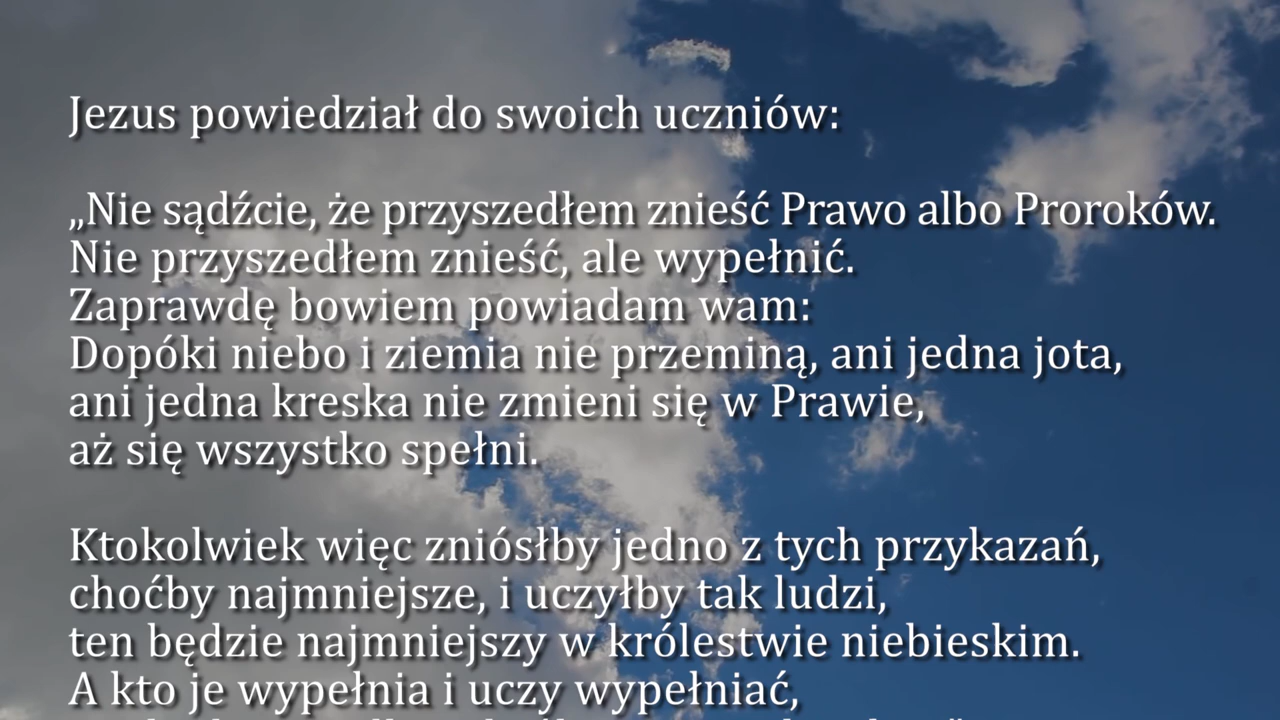 Jezus powiedział do swoich uczniów:
„Nie sądźcie, że przyszedłem znieść Prawo albo Proroków.
Nie przyszedłem znieść, ale wypełnić.
Zaprawdę bowiem powiadam wam:
Dopóki niebo i ziemia nie przeminą, ani jedna jota,
ani jedna kreska nie zmieni się w Prawie,
aż się wszystko spełni.
Ktokolwiek więc zniósłby jedno z tych przykazań,
choćby najmniejsze, i uczyłby tak ludzi,
ten będzie najmniejszy w królestwie niebieskim.
A kto je wypełnia i uczy wypełniać,